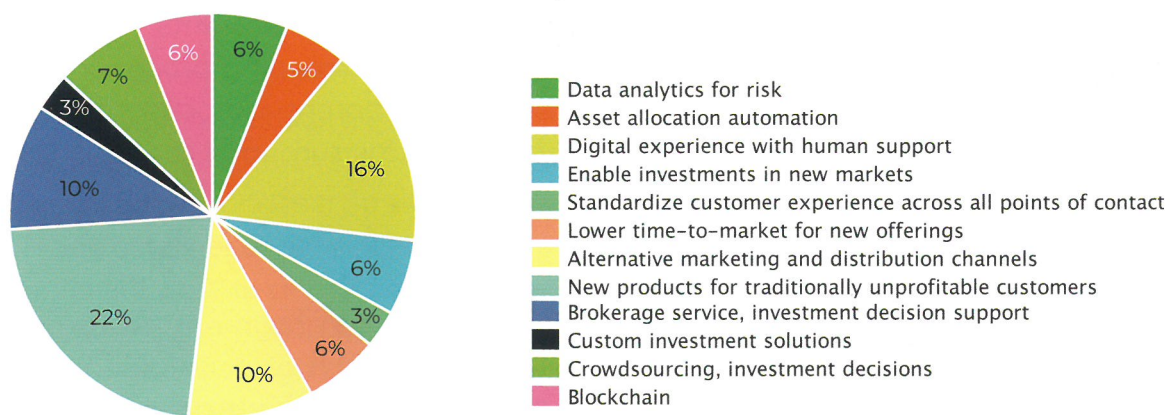 6%
5%
16%
6%
3%
6%
10%
22%
10%
3%
7%
6%
Data analytics for risk
Asset allocation automation
Digital experience with human support
Enable investments in new markets
Standardize customer experience across all points of contact
Lower time-to-market for new offerings
Alternative marketing and distribution channels
New products for traditionally unprofitable customers
Brokerage service, investment decision support
Custom investment solutions
Crowdsourcing, investment decisions
Blockchain